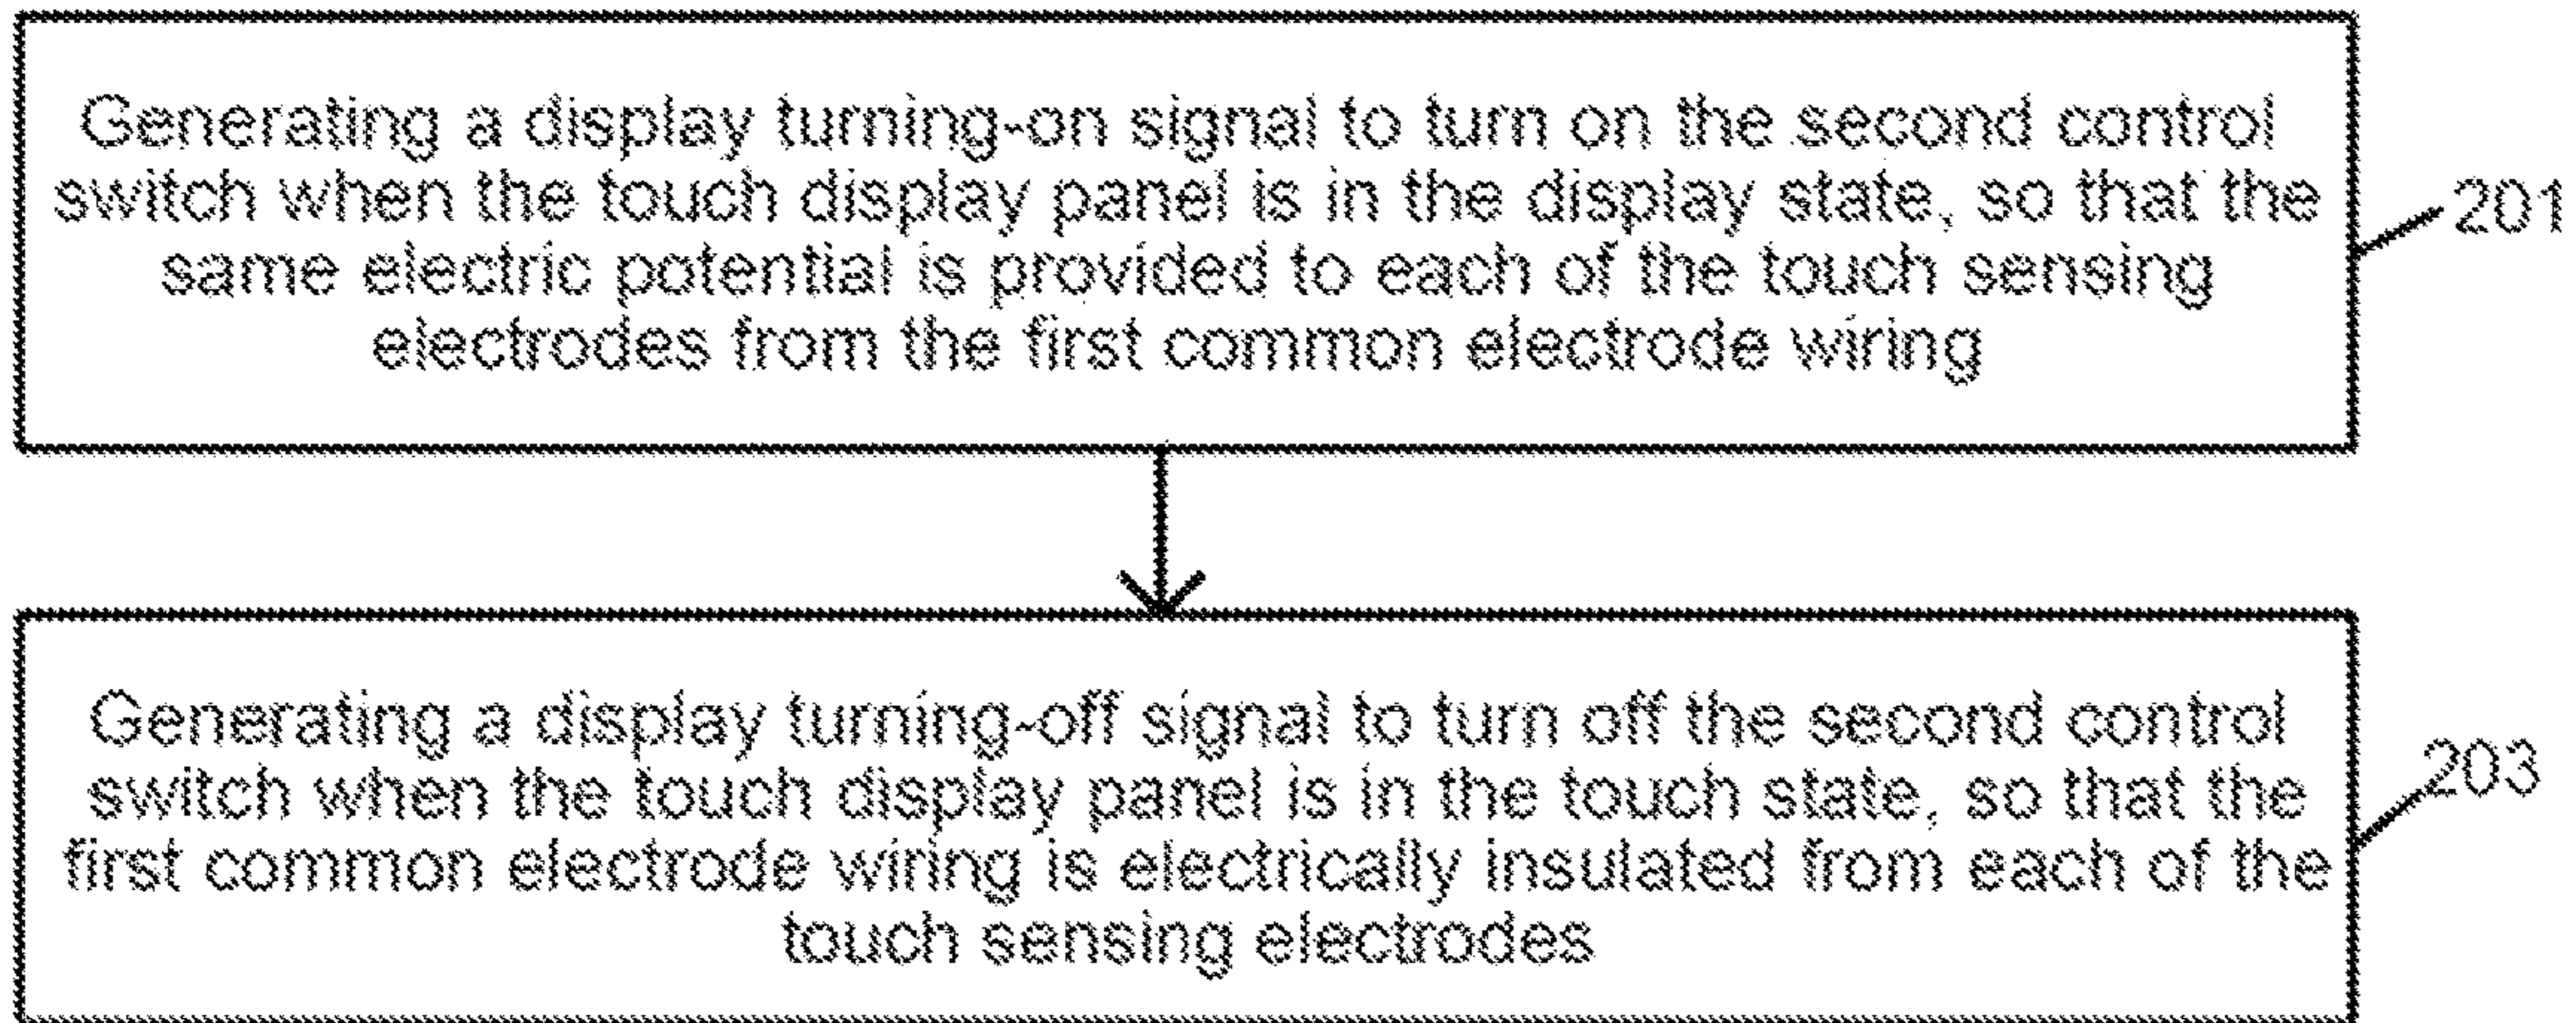 Generating a display turning-on signal to turn on the second control
switch when the touch display panel is in the display state, so that the
same electric potential is provided to each of the touch sensing
electrodes from the first common electrode wiring
201
Generating a display turning-off signal to turn off the second control
switch when the touch display panel is in the touch state, so that the
first common electrode wiring is electrically insulated from each of the
touch sensing electrodes
203